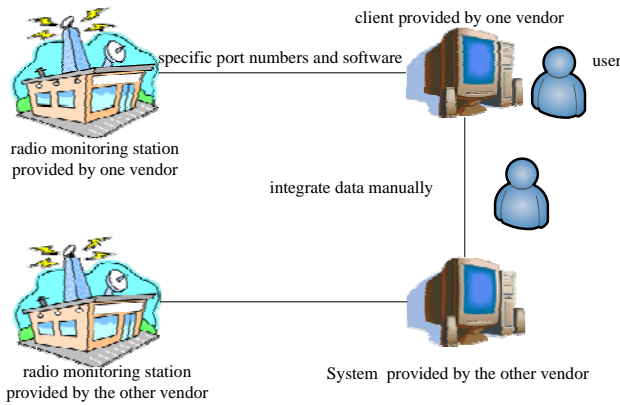 client provided by one vendor
specific port numbers and software
user
radio monitoring station
provided by one vendor
integrate data manually
radio monitoring station
provided by the other vendor
System provided by the other vendor